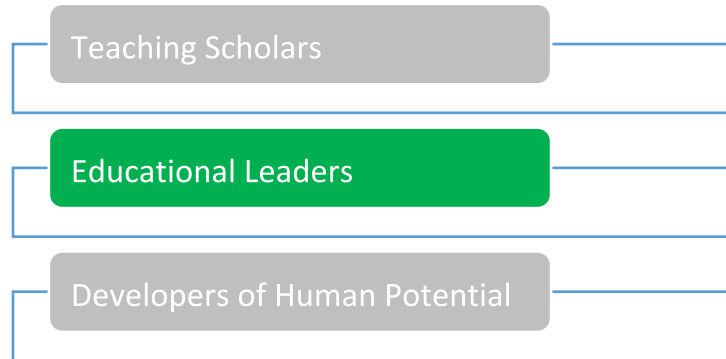 Teaching Scholars
Educational Leaders
Developers of Human Potential